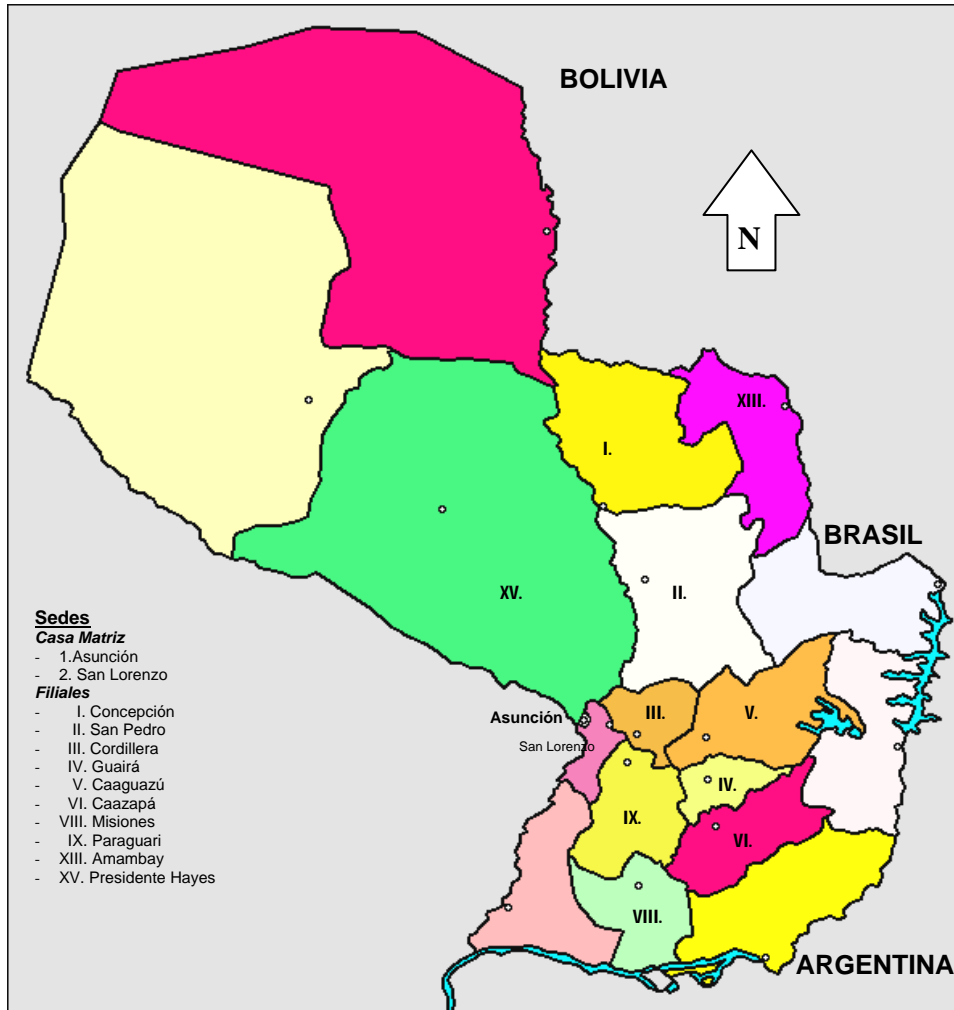 BOLIVIA
N
XIII.
I.
BRASIL
XV.
II.
Sedes
Casa Matriz
- 1.Asunción
- 2. San Lorenzo
Filiales
- I. Concepción
- II. San Pedro
- III. Cordillera
- IV. Guairá
- V. Caaguazú
- VI. Caazapá
- VIII. Misiones
- IX. Paraguari
- XIII. Amambay
- XV. Presidente Hayes
Asunción
III.
V.
San Lorenzo
IV.
IX.
VI.
VIII.
ARGENTINA